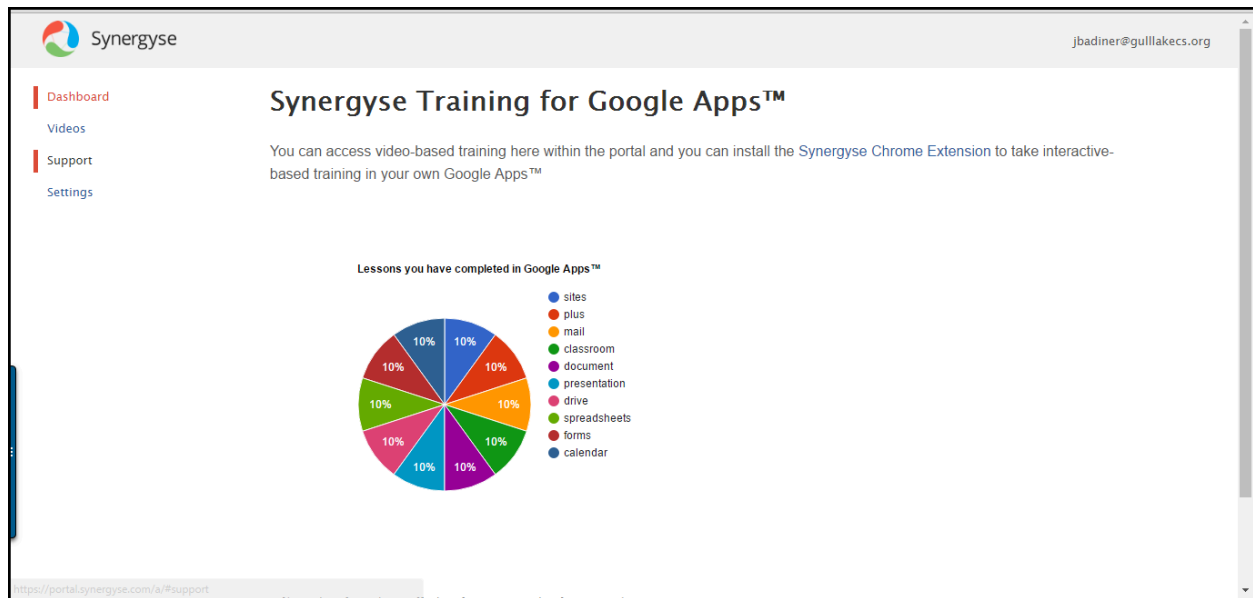 Synergyse
jbadiner@gulllakecs.org
Dashboard
Videos
Support
Settings
Synergyse Training for Google Apps™
You can access video-based training here within the portal and you can install the Synergyse Chrome Extension to take interactive-
based training in your own Google Apps™
Lessons you have completed in Google Apps™
sites
plus
mail
classroom
document
presentation
drive
spreadsheets
forms
calendar
10%
10%
10%
10%
10%
10%
10%
10%
10%
10%
https://portal.synergyse.com/a/#support